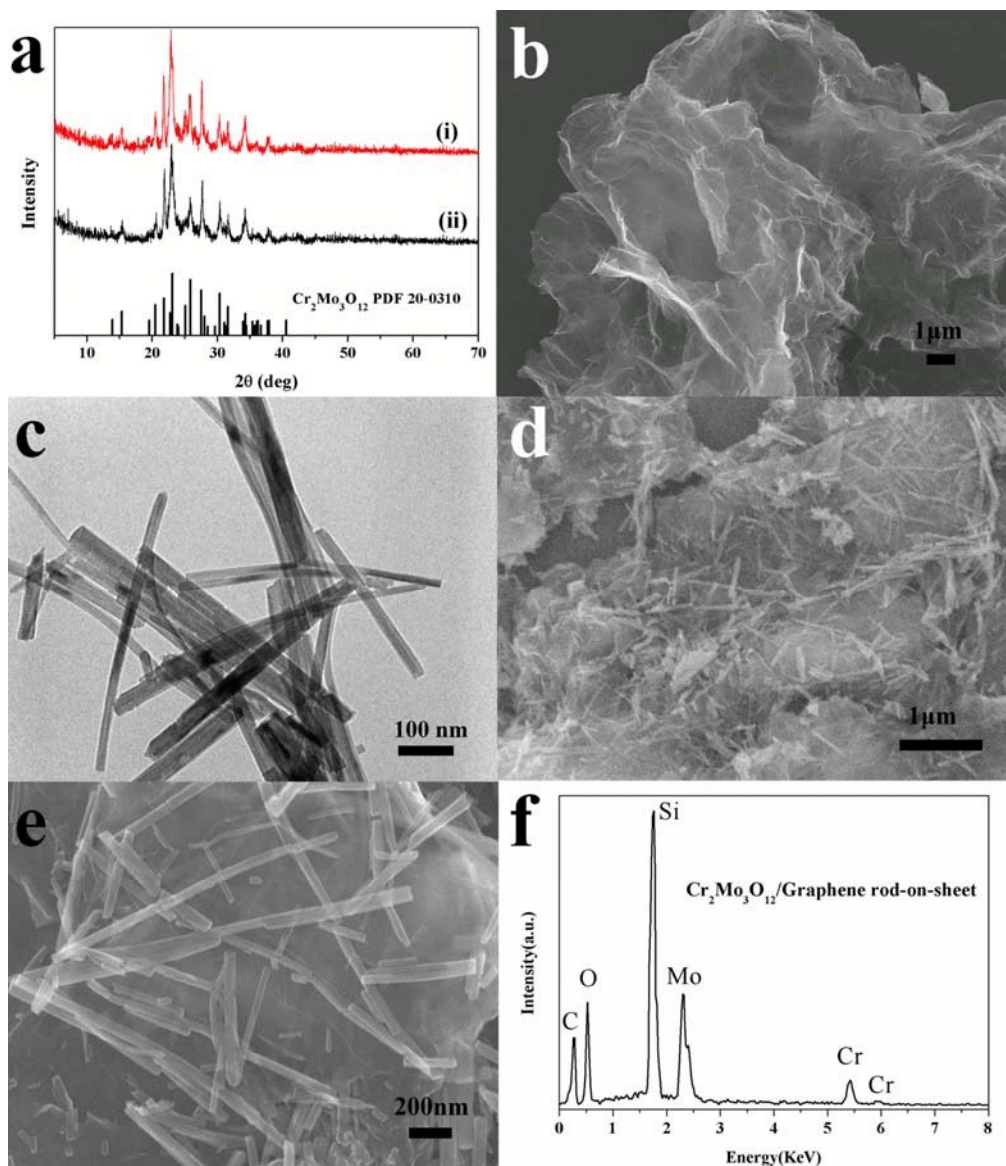 a
(i)
(ii)
Cr₂Mo₃O₁₂ PDF 20-0310
Intensity
10 20 30 40 50 60 70
2θ (deg)
b
1μm
c
100 nm
d
1μm
e
200nm
f
Si
Cr₂Mo₃O₁₂/Graphene rod-on-sheet
O
Mo
C
Cr
Cr
Intensity(a.u.)
0 1 2 3 4 5 6 7 8
Energy(KeV)